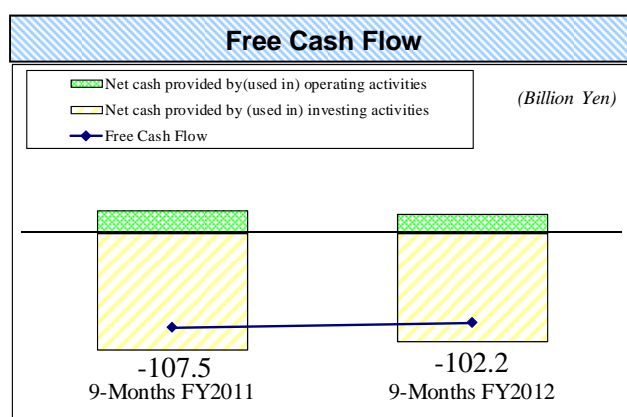 Free Cash Flow
Net cash provided by(used in) operating activities
Net cash provided by (used in) investing activities
Free Cash Flow
(Billion Yen)
-107.5
-102.2
9-Months FY2011
9-Months FY2012